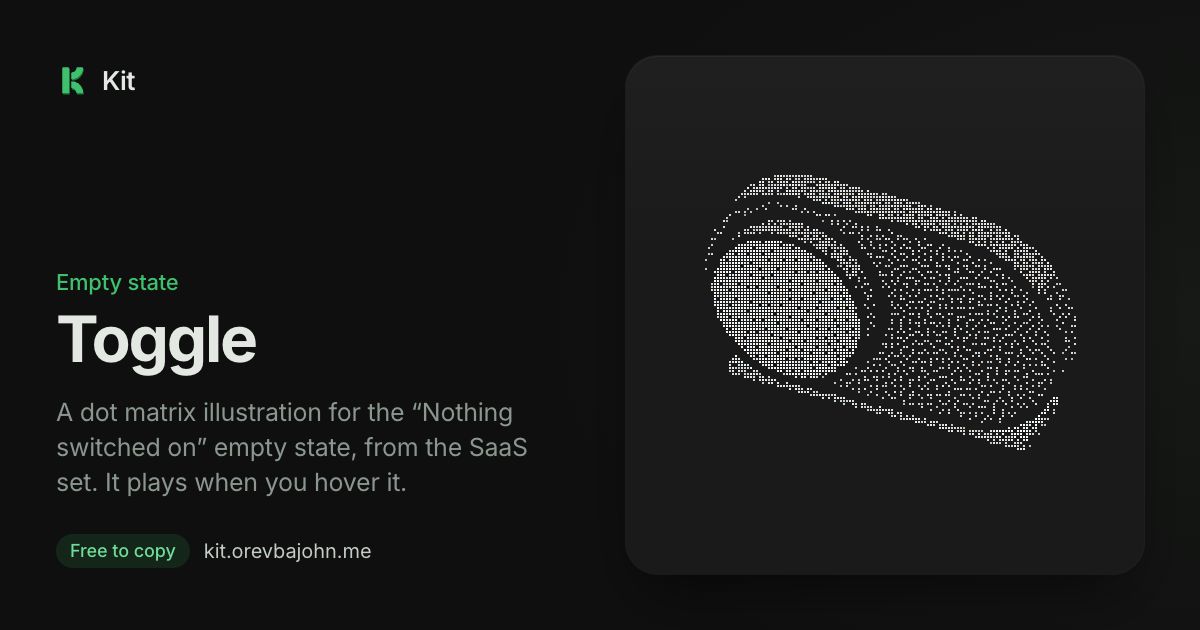 Kit
Empty state
Toggle
A dot matrix illustration for the “Nothing
switched on” empty state, from the SaaS
set. It plays when you hover it.
Free to copy
kit.orevbajohn.me